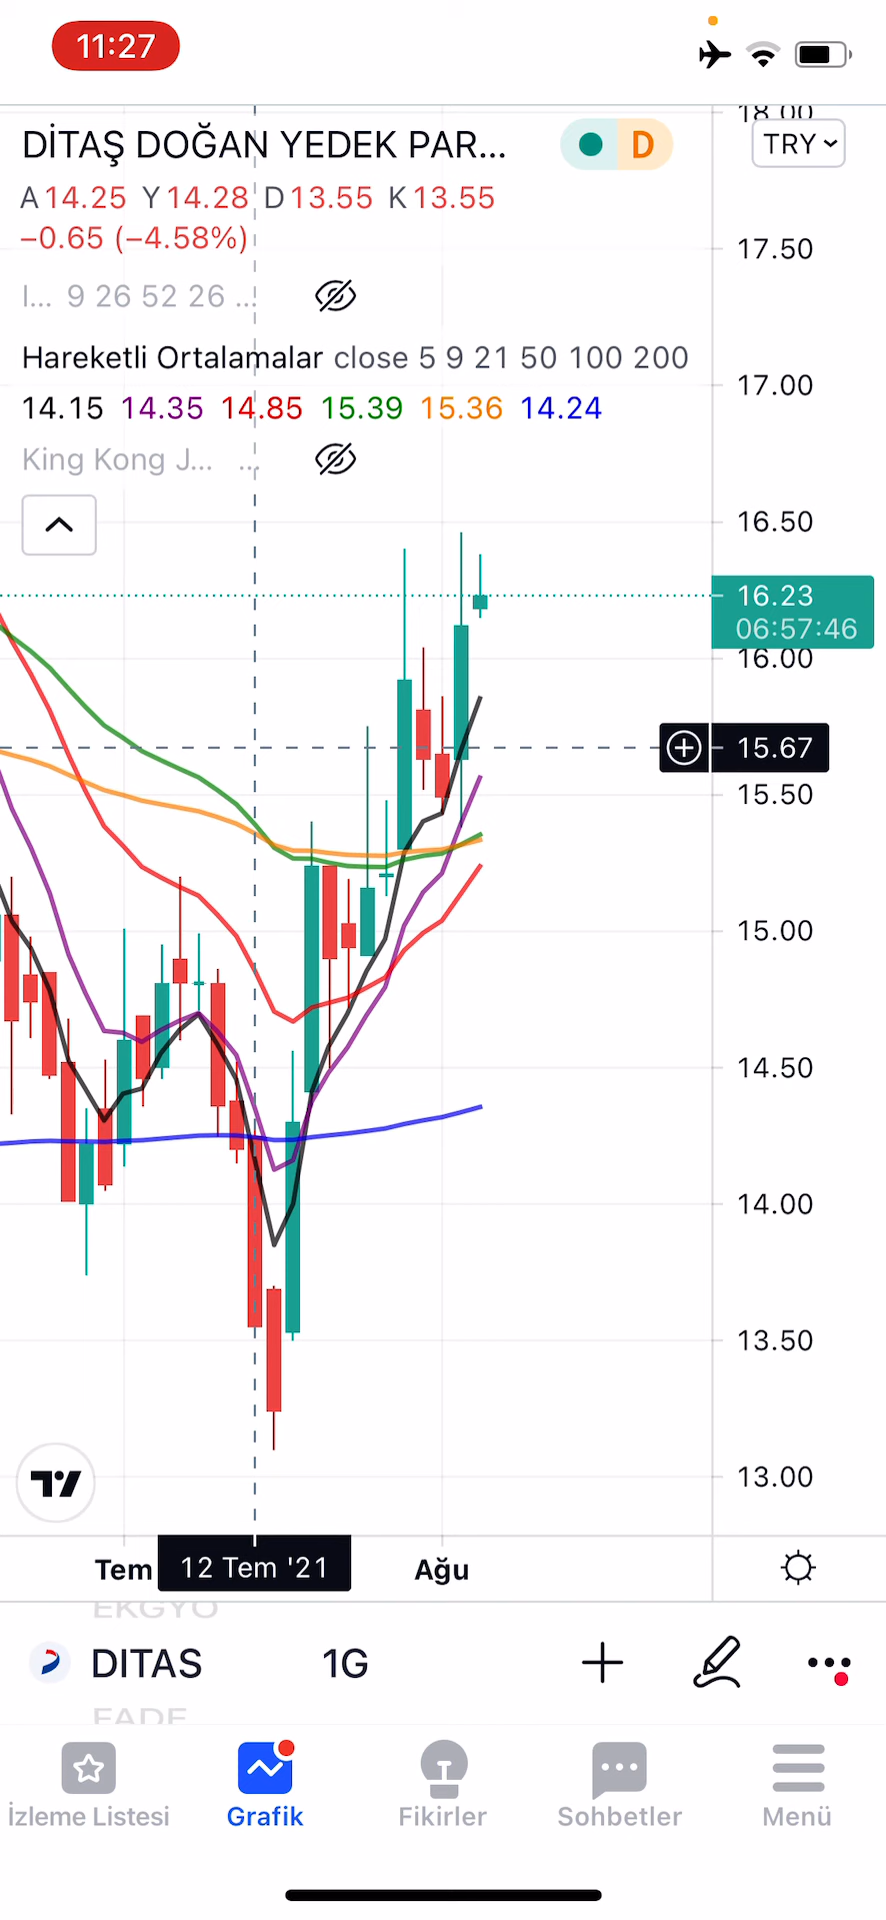 11:27
18.00
DİTAŞ DOĞAN YEDEK PAR...
D
TRY
A14.25 Y14.28 D13.55 K13.55
−0.65 (−4.58%)
17.50
I... 9 26 52 26 ...
Hareketli Ortalamalar close 5 9 21 50 100 200
17.00
14.15 14.35 14.85 15.39 15.36 14.24
King Kong J... ...
16.50
16.23
06:57:46
16.00
15.67
15.50
15.00
14.50
14.00
13.50
13.00
Tem 12 Tem '21 Ağu
EKGYO
DITAS 1G
FADE
İzleme Listesi Grafik Fikirler Sohbetler Menü